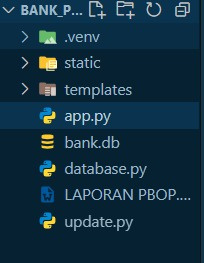 BANK_P...
.venv
static
templates
app.py
bank.db
database.py
LAPORAN PBOP....
update.py